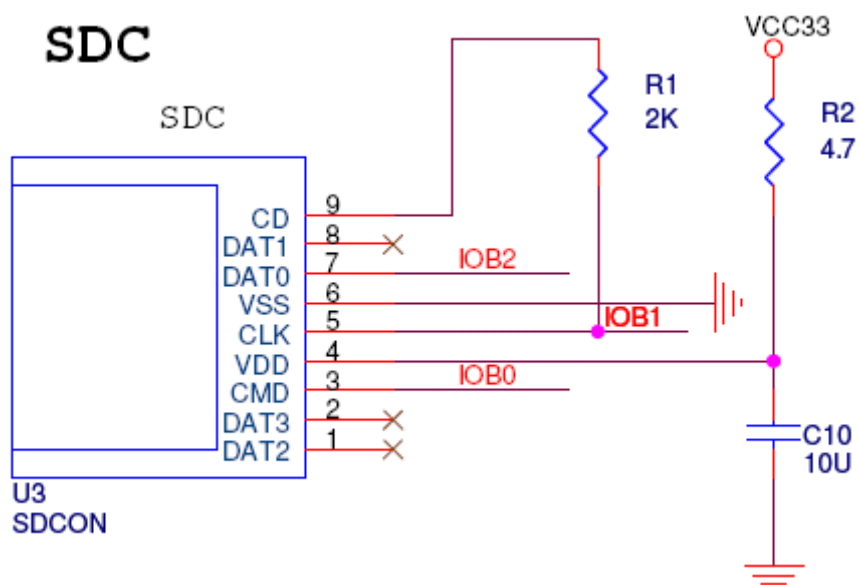 SDC
VCC33
SDC
R1
2K
R2
4.7
CD 9
DAT1 8
DAT0 7 IOB2
VSS 6
CLK 5 IOB1
VDD 4
CMD 3 IOB0
DAT3 2
DAT2 1
C10
10U
U3
SDCON